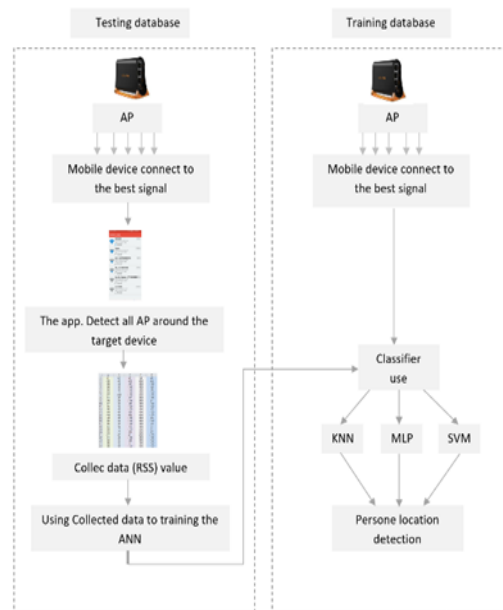 Testing database
AP
Mobile device connect to
the best signal
The app. Detect all AP around the
target device
Collec data (RSS) value
Using Collected data to training the
ANN
Training database
AP
Mobile device connect to
the best signal
Classifier
use
KNN
MLP
SVM
Persone location
detection